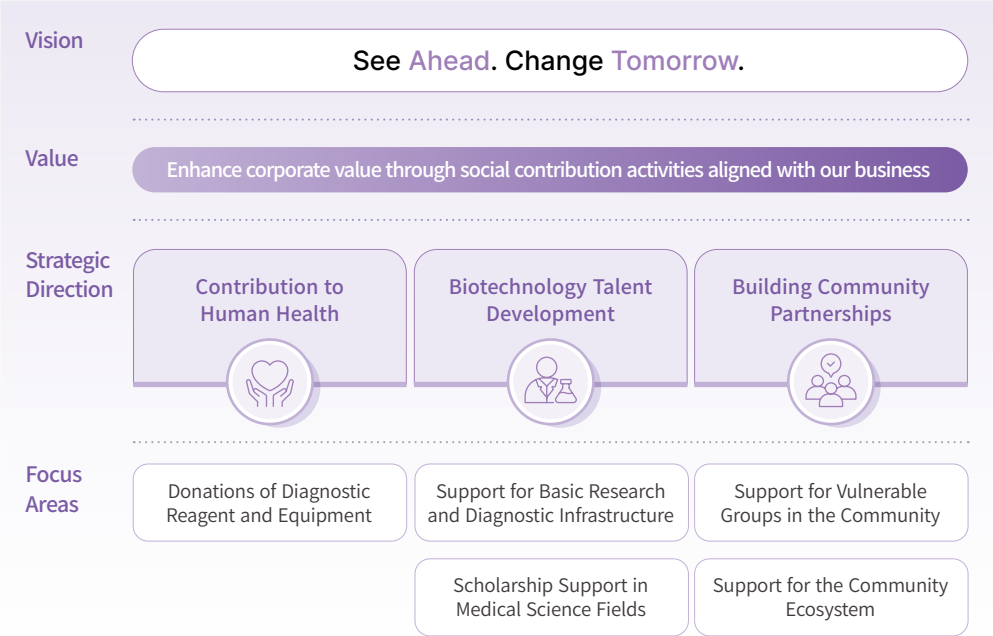 Vision
See Ahead. Change Tomorrow.
Value
Enhance corporate value through social contribution activities aligned with our business
Strategic
Direction
Contribution to
Human Health
Biotechnology Talent
Development
Building Community
Partnerships
Focus
Areas
Donations of Diagnostic
Reagent and Equipment
Support for Basic Research
and Diagnostic Infrastructure
Support for Vulnerable
Groups in the Community
Scholarship Support in
Medical Science Fields
Support for the Community
Ecosystem